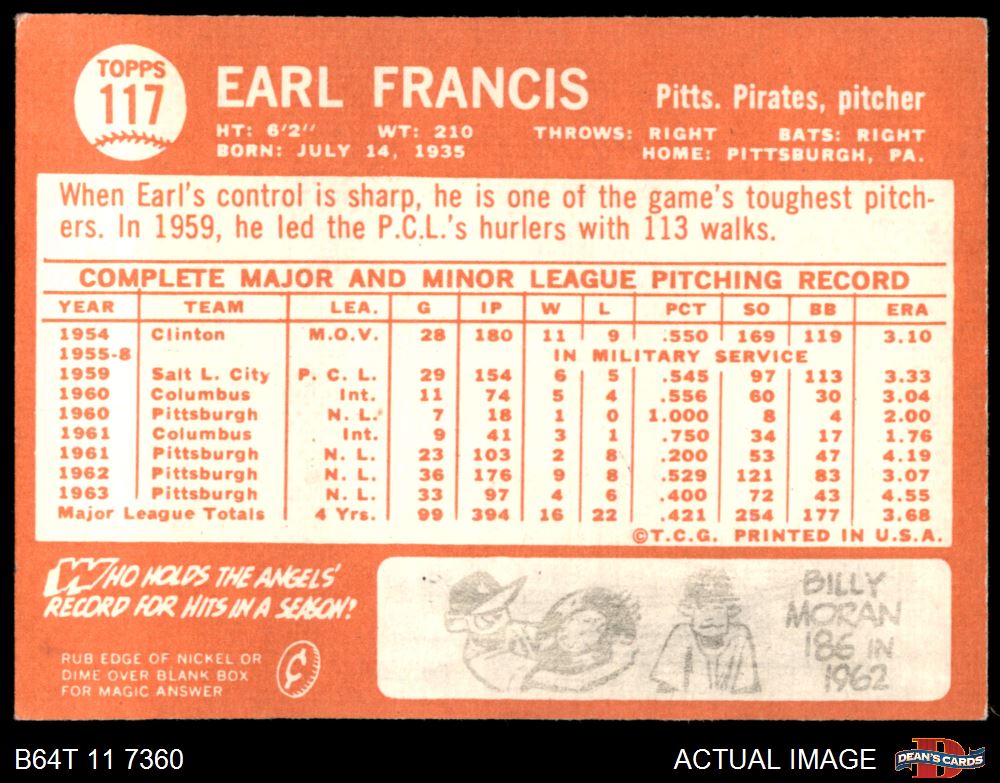 TOPPS
117
EARL FRANCIS
Pitts. Pirates, pitcher
HT: 6'2" WT: 210 THROWS: RIGHT BATS: RIGHT
BORN: JULY 14, 1935 HOME: PITTSBURGH, PA.
When Earl's control is sharp, he is one of the game's toughest pitch-
ers. In 1959, he led the P.C.L.'s hurlers with 113 walks.
COMPLETE MAJOR AND MINOR LEAGUE PITCHING RECORD
YEAR TEAM LEA. G IP W L PCT SO BB ERA
1954 Clinton M.O.V. 28 180 11 9 .550 169 119 3.10
1955-8 IN MILITARY SERVICE
1959 Salt L. City P. C. L. 29 154 6 5 .545 97 113 3.33
1960 Columbus Int. 11 74 5 4 .556 60 30 3.04
1960 Pittsburgh N. L. 7 18 1 0 1.000 8 4 2.00
1961 Columbus Int. 9 41 3 1 .750 34 17 1.76
1961 Pittsburgh N. L. 23 103 2 8 .200 53 47 4.19
1962 Pittsburgh N. L. 36 176 9 8 .529 121 83 3.07
1963 Pittsburgh N. L. 33 97 4 6 .400 72 43 4.55
Major League Totals 4 Yrs. 99 394 16 22 .421 254 177 3.68
©T.C.G. PRINTED IN U.S.A.
WHO HOLDS THE ANGELS'
RECORD FOR HITS IN A SEASON?
RUB EDGE OF NICKEL OR
DIME OVER BLANK BOX
FOR MAGIC ANSWER
BILLY
MORAN
186 IN
1962
B64T 11 7360
ACTUAL IMAGE
D
DEAN'S CARDS